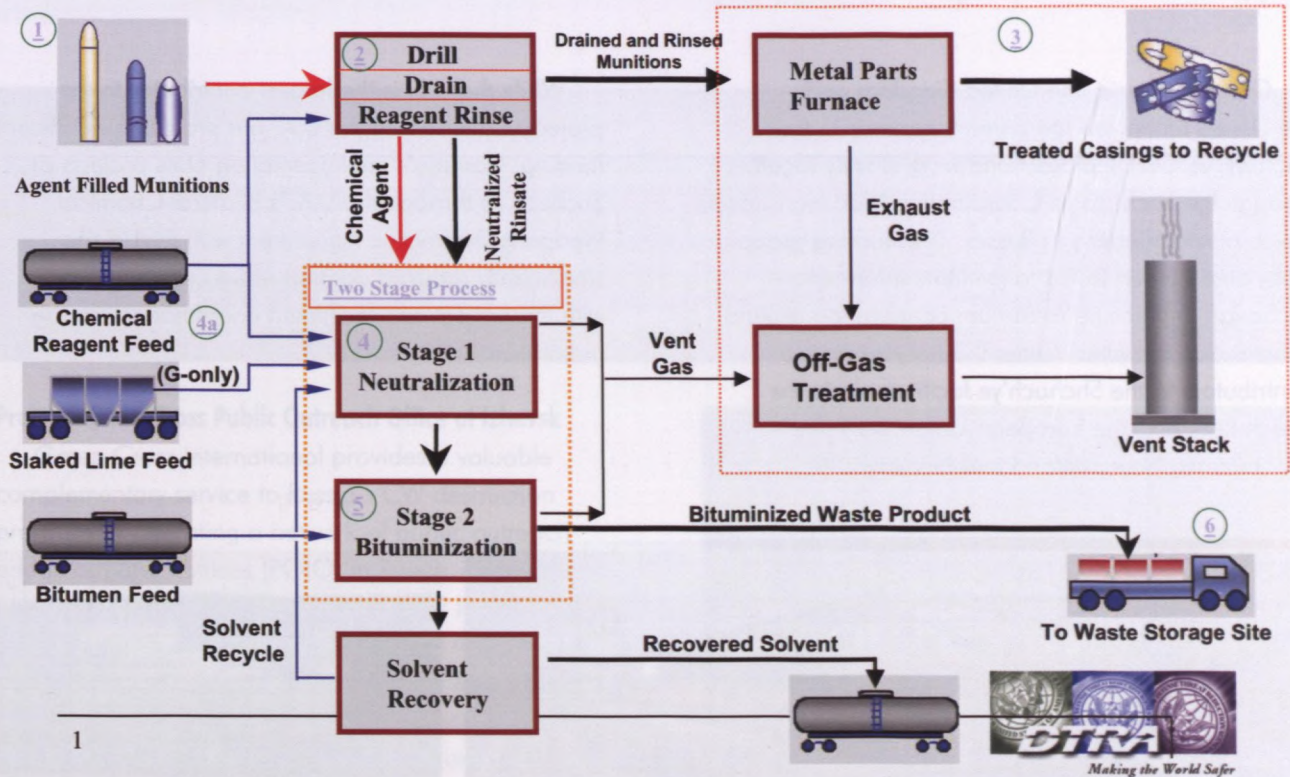 1
2
Drill
Drain
Reagent Rinse
Drained and Rinsed
Munitions
Metal Parts
Furnace
3
Treated Casings to Recycle
Agent Filled Munitions
Chemical
Agent
Neutralized
Rinsate
Exhaust
Gas
Two Stage Process
Chemical
Reagent Feed
4a
(G-only)
4
Stage 1
Neutralization
Vent
Gas
Off-Gas
Treatment
Vent Stack
Slaked Lime Feed
5
Stage 2
Bituminization
Bituminized Waste Product
6
Bitumen Feed
To Waste Storage Site
Solvent
Recycle
Solvent
Recovery
Recovered Solvent
1
DTRA
Making the World Safer